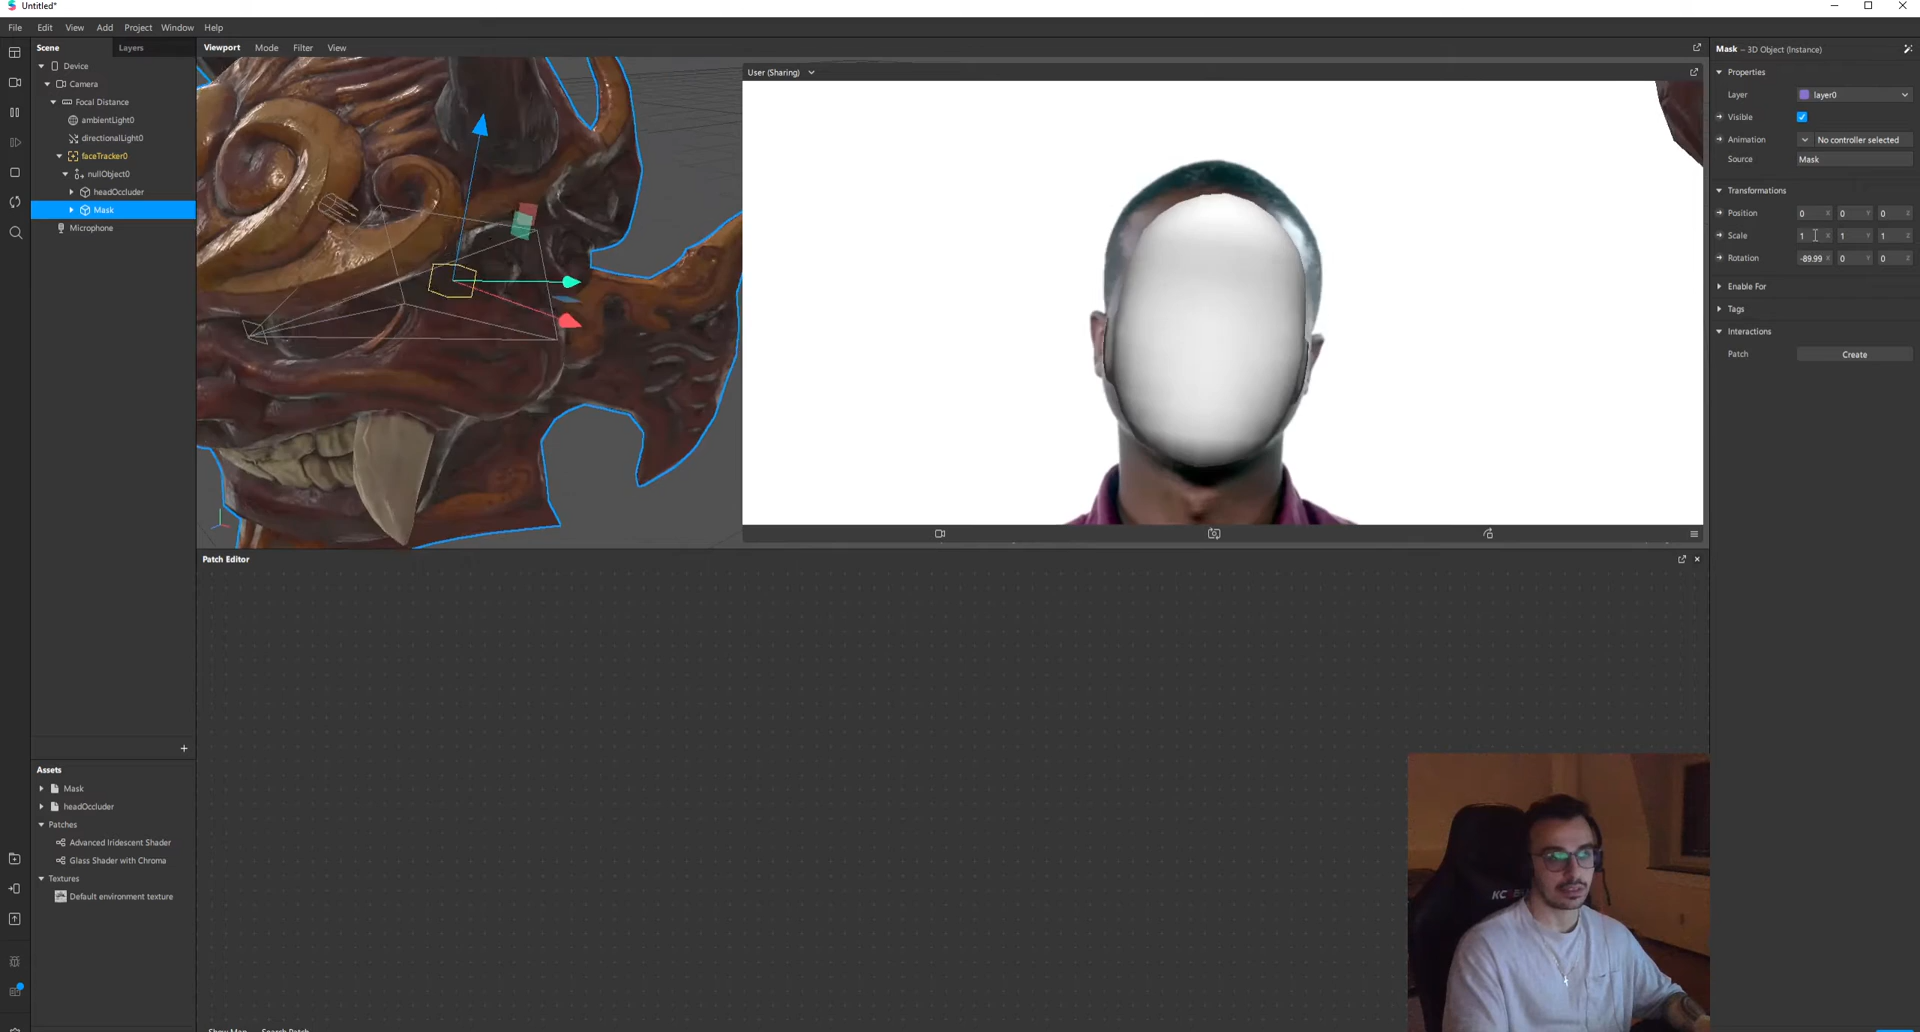 Untitled*
File Edit View Add Project Window Help
Scene Layers
Device
Camera
Focal Distance
ambientLight0
directionalLight0
faceTracker0
nullObject0
headOccluder
Mask
Microphone
Assets
Mask
headOccluder
Patches
Advanced Iridescent Shader
Glass Shader with Chroma
Textures
Default environment texture
Viewport Mode Filter View
User (Sharing)
Patch Editor
Show Map Search Patch
Mask – 3D Object (Instance)
Properties
Layer layer0
Visible
Animation No controller selected
Source Mask
Transformations
Position 0 X 0 Y 0 Z
Scale 1 X 1 Y 1 Z
Rotation -89.99 X 0 Y 0 Z
Enable For
Tags
Interactions
Patch Create